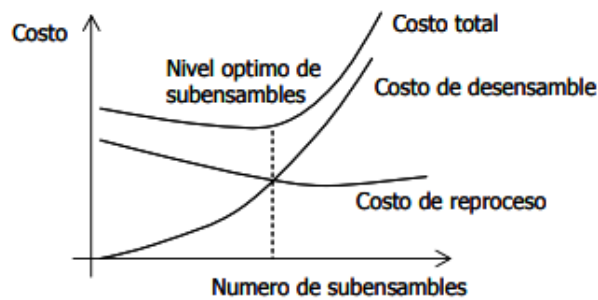 Costo
Costo total
Nivel optimo de
subensambles
Costo de desensamble
Costo de reproceso
Numero de subensambles